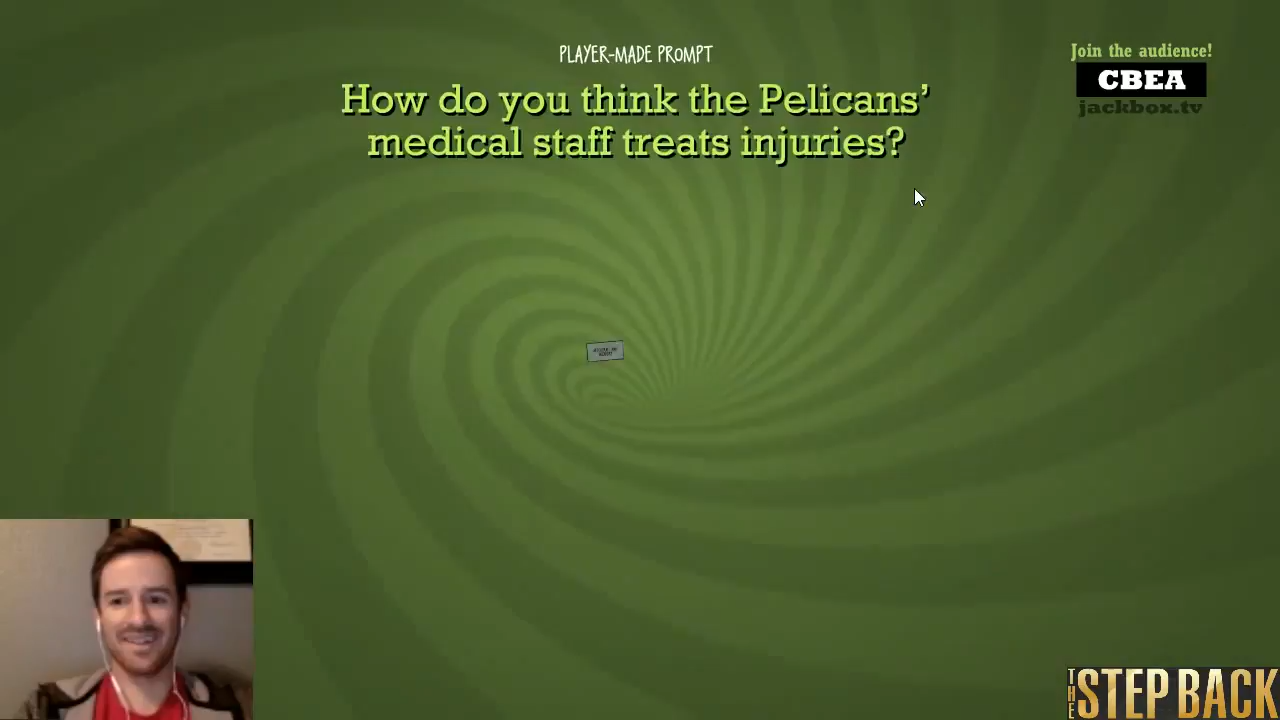 PLAYER-MADE PROMPT
How do you think the Pelicans'
medical staff treats injuries?
Join the audience!
CBEA
jackbox.tv
THE STEP BACK